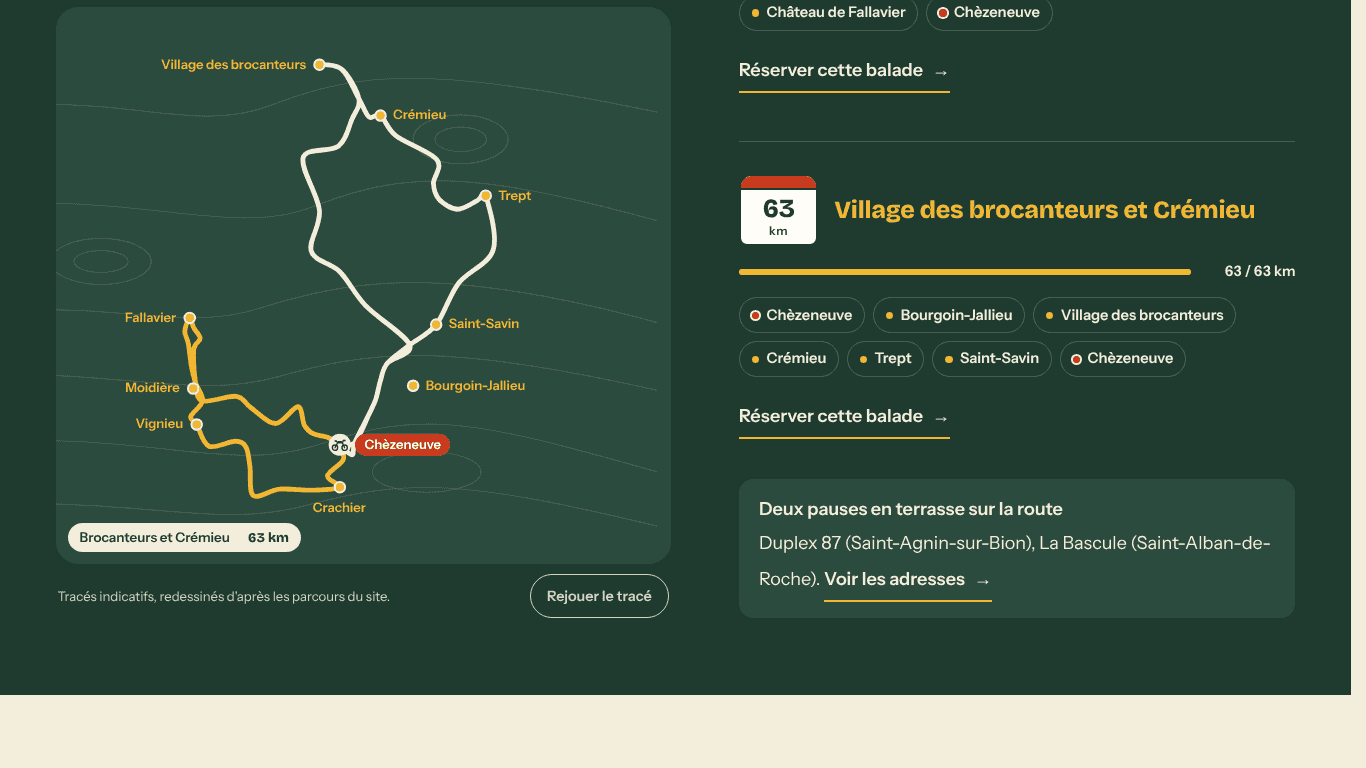 Village des brocanteurs
Crémieu
Trept
Fallavier
Saint-Savin
Moidière
Bourgoin-Jallieu
Vignieu
Chèzeneuve
Crachier
Brocanteurs et Crémieu 63 km
Tracés indicatifs, redessinés d'après les parcours du site.
Rejouer le tracé
Château de Fallavier
Chèzeneuve
Réserver cette balade →
63
km
Village des brocanteurs et Crémieu
63 / 63 km
Chèzeneuve
Bourgoin-Jallieu
Village des brocanteurs
Crémieu
Trept
Saint-Savin
Chèzeneuve
Réserver cette balade →
Deux pauses en terrasse sur la route
Duplex 87 (Saint-Agnin-sur-Bion), La Bascule (Saint-Alban-de-
Roche). Voir les adresses →